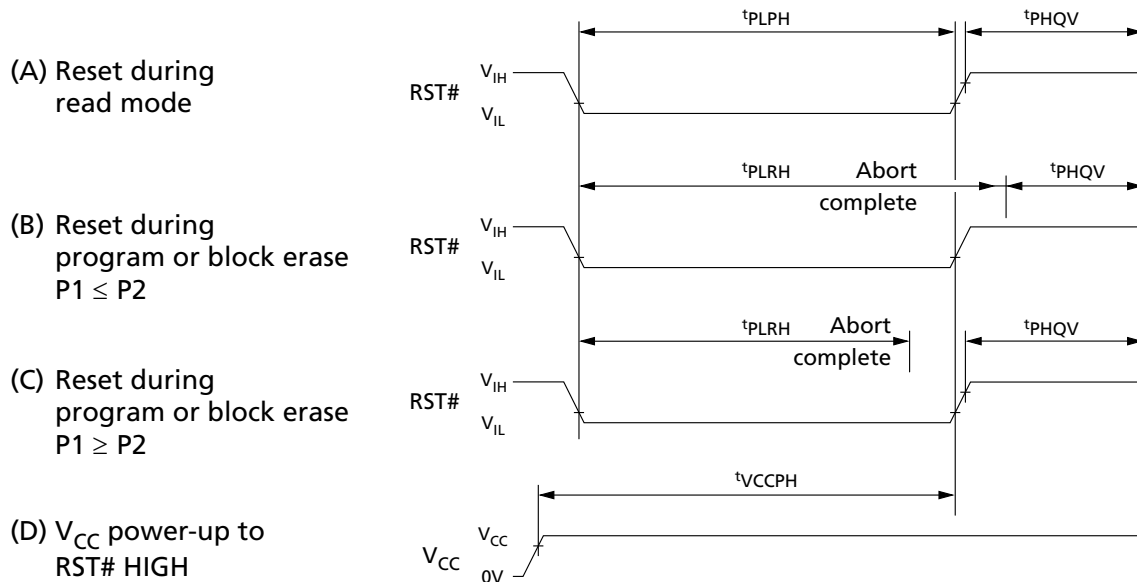 tPLPH
tPHQV
(A) Reset during
read mode
RST#
VIH
VIL
tPLRH
Abort
complete
tPHQV
(B) Reset during
program or block erase
P1 ≤ P2
RST#
VIH
VIL
tPLRH
Abort
complete
tPHQV
(C) Reset during
program or block erase
P1 ≥ P2
RST#
VIH
VIL
tVCCPH
(D) VCC power-up to
RST# HIGH
VCC
VCC
0V